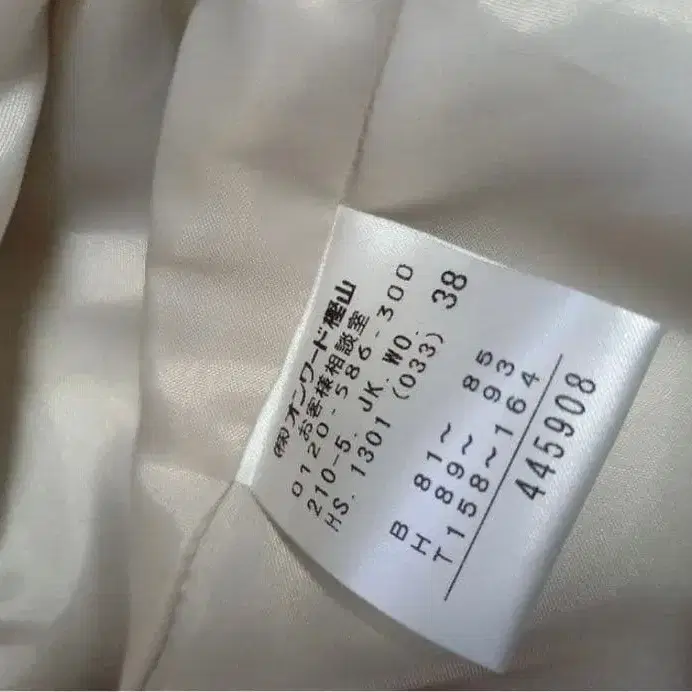 (株)オンワード樫山
お客様相談室
0120-586-300
210-5. JK. WO.
HS. 1301 (033) 38
B 81~ 85
H 89~ 93
T158~164
445908